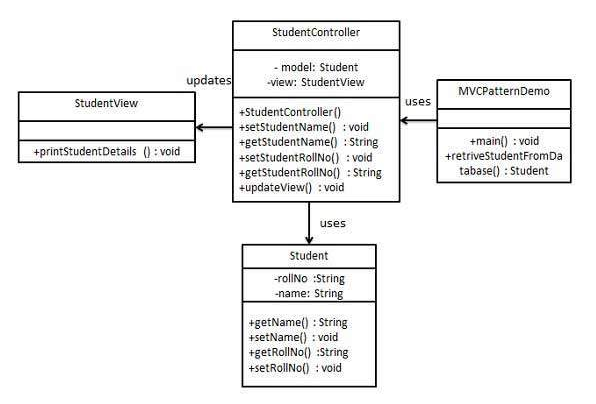 StudentController
- model: Student
-view: StudentView
+StudentController()
+setStudentName() : void
+getStudentName() : String
+setStudentRollNo() : void
+getStudentRollNo() : String
+updateView() : void
updates
StudentView
+printStudentDetails () : void
uses
MVCPatternDemo
+main() : void
+retriveStudentFromDa
tabase() : Student
uses
Student
-rollNo :String
-name: String
+getName() : String
+setName() : void
+getRollNo() :String
+setRollNo() : void